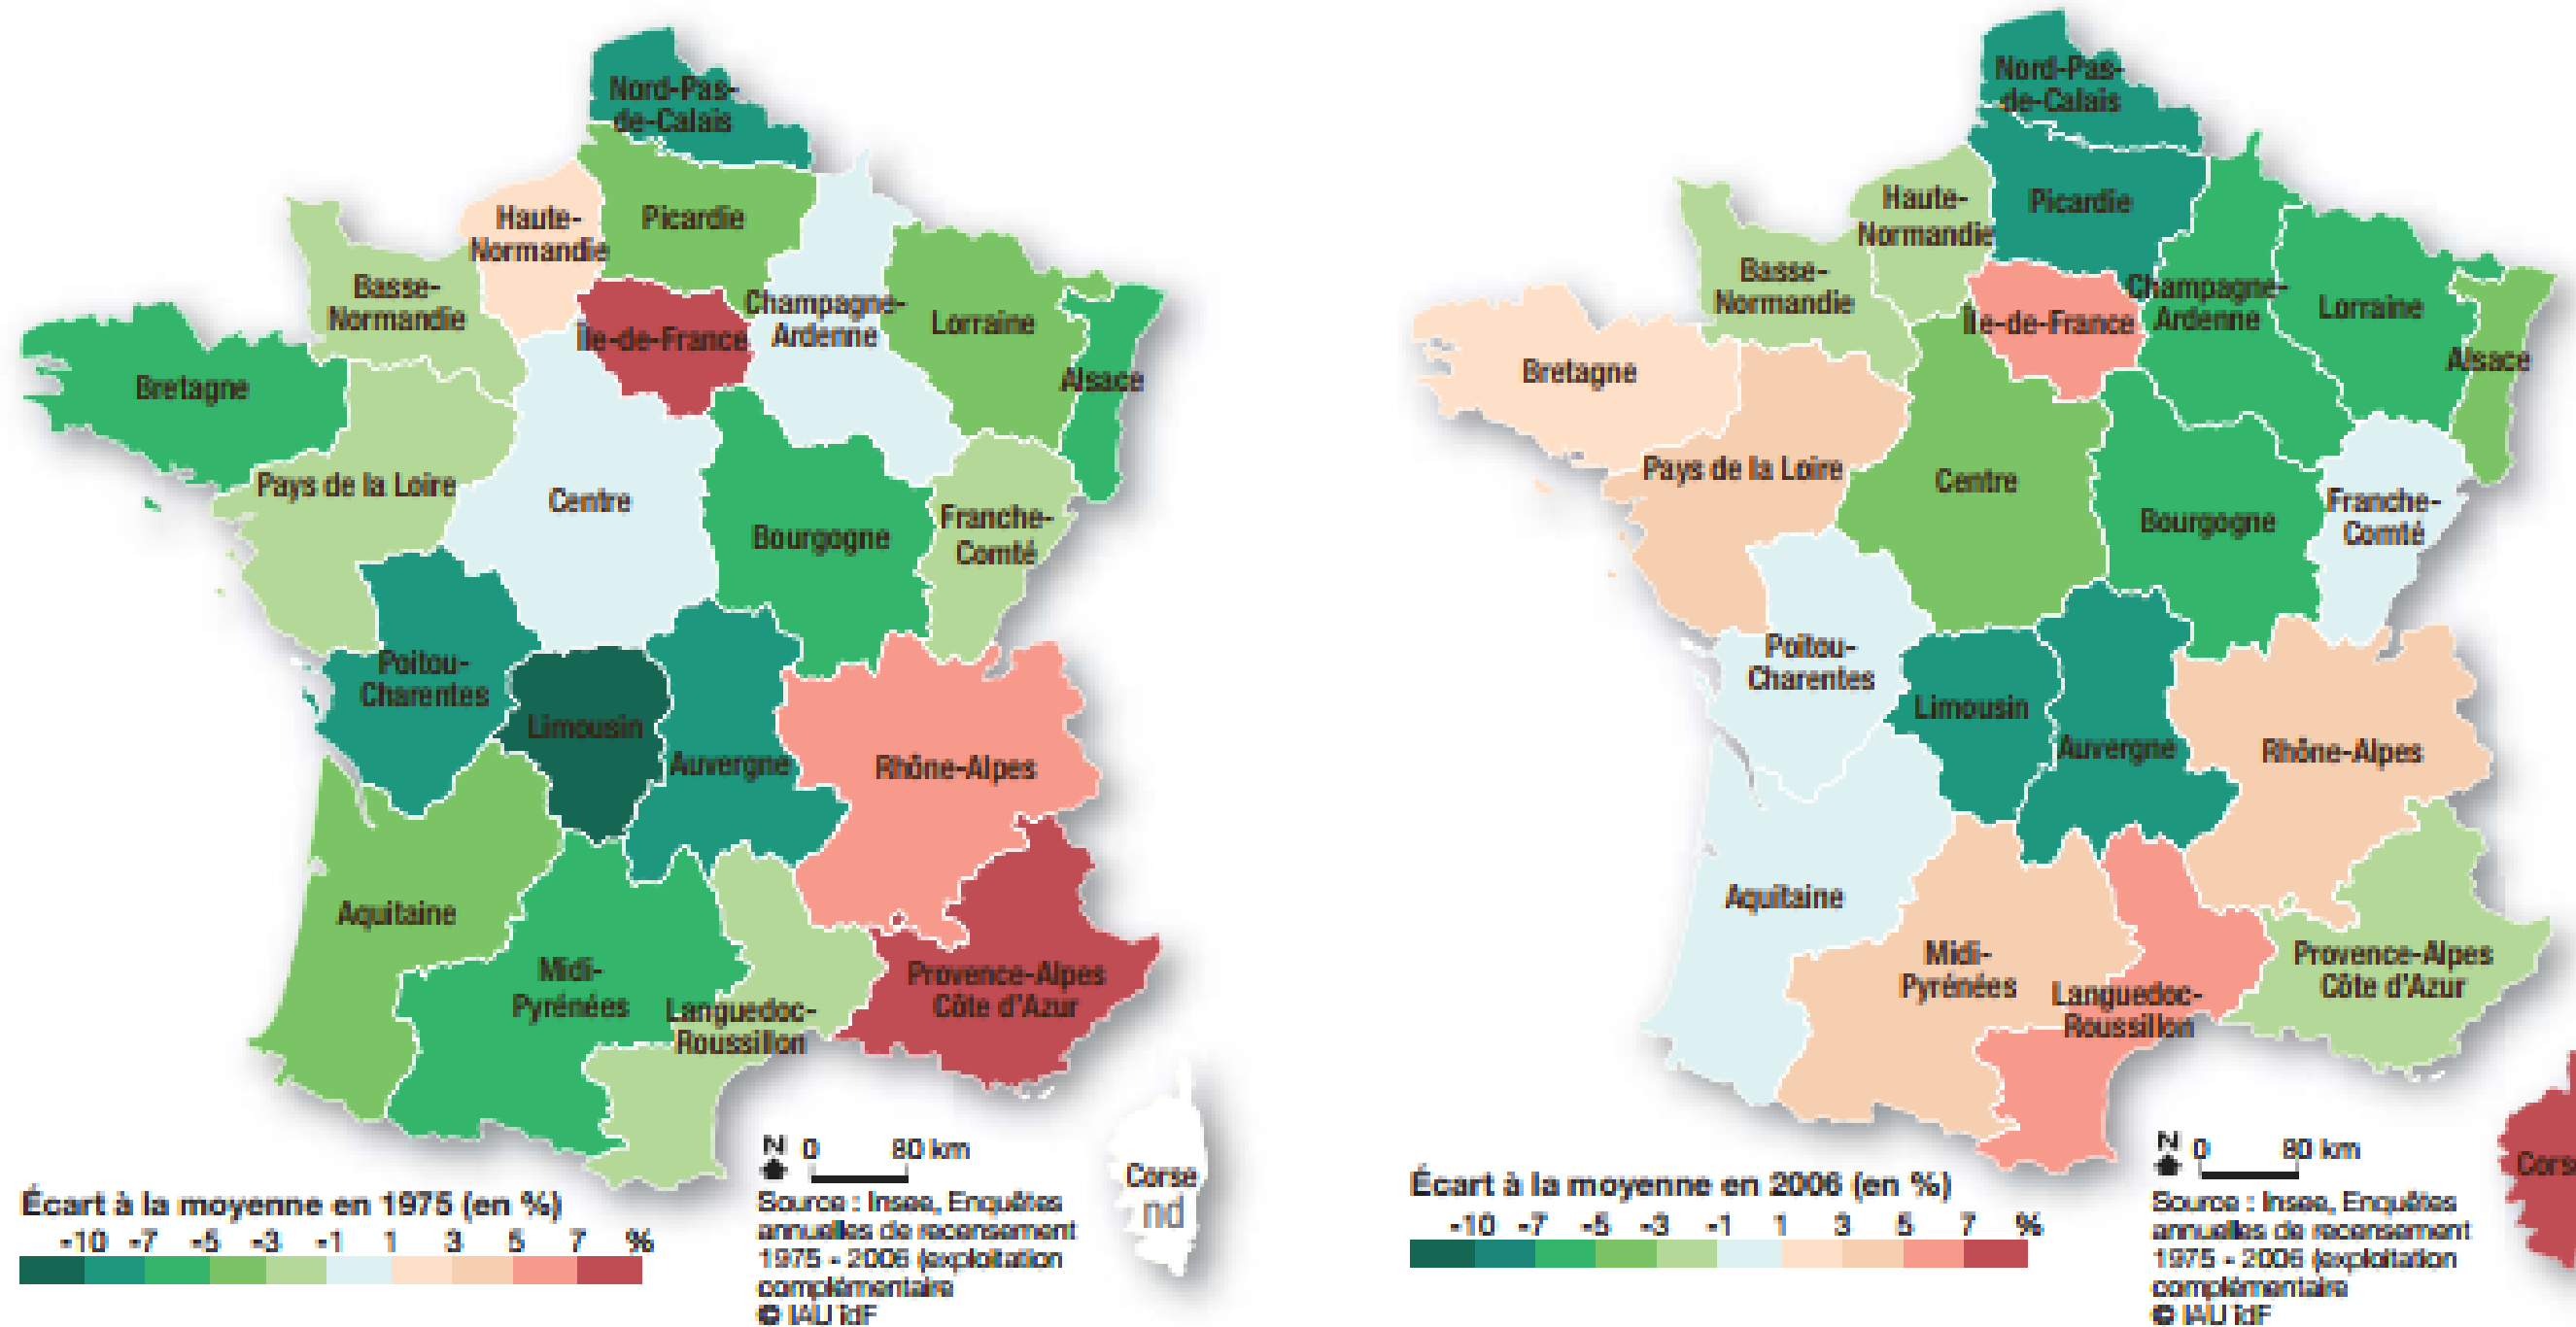 Nord-Pas-
de-Calais
Haute-
Normandie
Picardie
Basse-
Normandie
Île-de-France
Champagne-
Ardenne
Lorraine
Alsace
Bretagne
Pays de la Loire
Centre
Bourgogne
Franche-
Comté
Poitou-
Charentes
Limousin
Auvergne
Rhône-Alpes
Aquitaine
Midi-
Pyrénées
Languedoc-
Roussillon
Provence-Alpes
Côte d'Azur
Corse
nd
N 0 80 km
Écart à la moyenne en 1975 (en %)
-10 -7 -5 -3 -1 1 3 5 7 %
Source : Insee, Enquêtes
annuelles de recensement
1975 - 2006 (exploitation
complémentaire
© IAU îdF
Nord-Pas-
de-Calais
Haute-
Normandie
Picardie
Basse-
Normandie
Île-de-France
Champagne-
Ardenne
Lorraine
Alsace
Bretagne
Pays de la Loire
Centre
Bourgogne
Franche-
Comté
Poitou-
Charentes
Limousin
Auvergne
Rhône-Alpes
Aquitaine
Midi-
Pyrénées
Languedoc-
Roussillon
Provence-Alpes
Côte d'Azur
Cors
N 0 80 km
Écart à la moyenne en 2006 (en %)
-10 -7 -5 -3 -1 1 3 5 7 %
Source : Insee, Enquêtes
annuelles de recensement
1975 - 2006 (exploitation
complémentaire
© IAU îdF